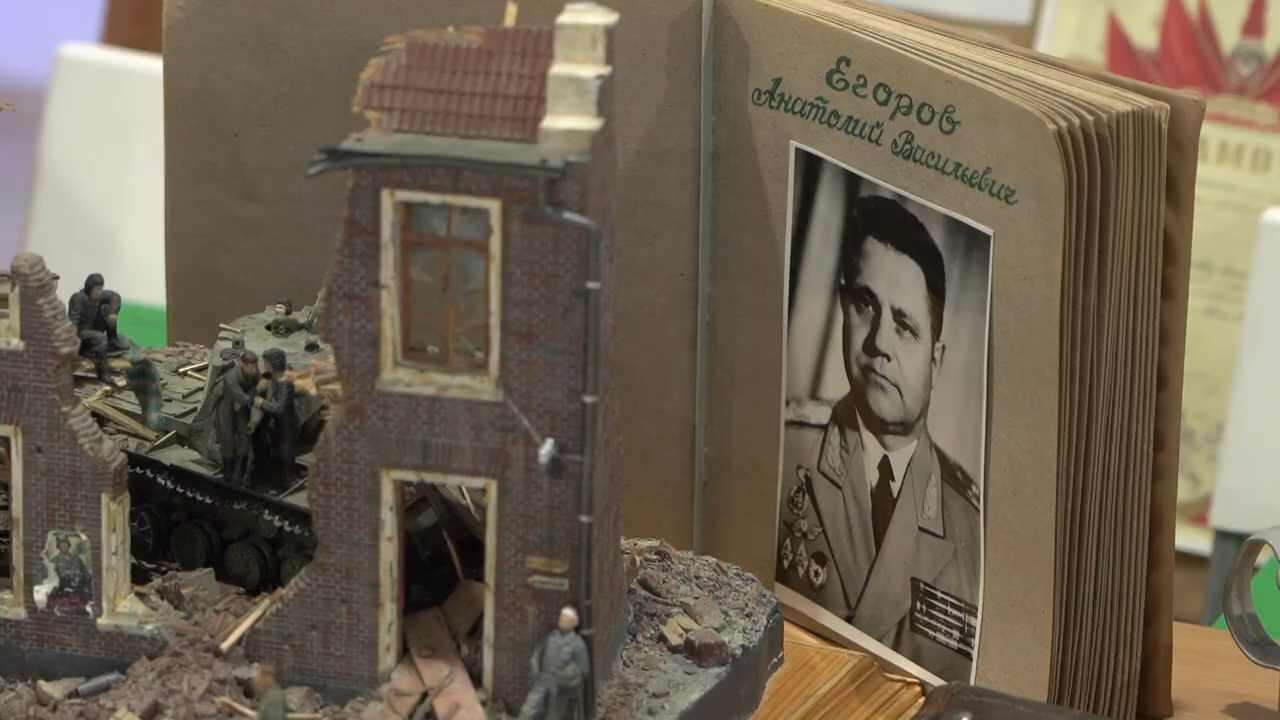 Егоров
Анатолий Васильевич